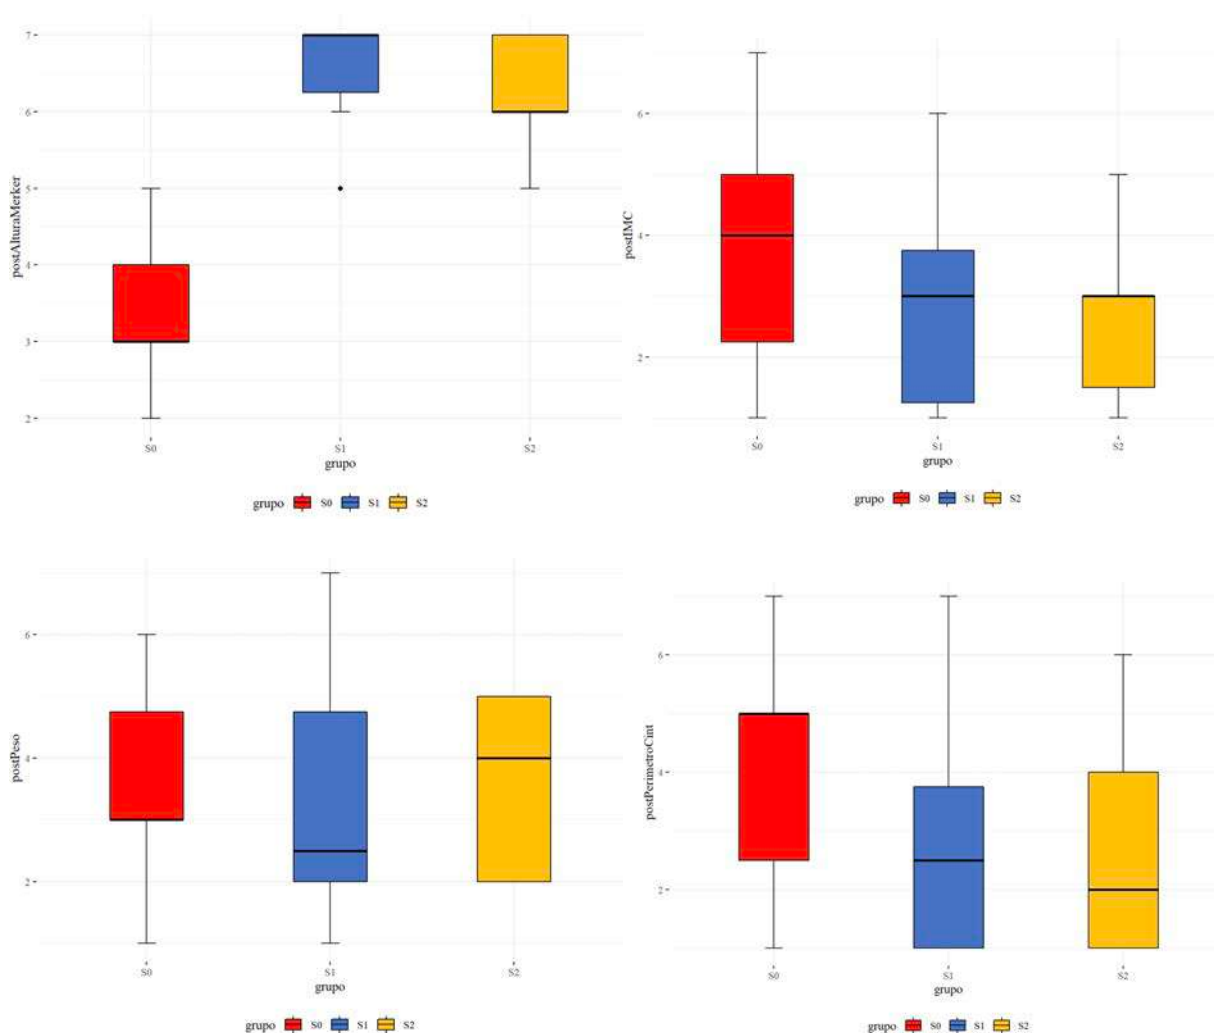 postAlturaMerker
7
6
5
4
3
2
S0 S1 S2
grupo
grupo S0 S1 S2
postIMC
6
4
2
S0 S1 S2
grupo
grupo S0 S1 S2
postPeso
6
4
2
S0 S1 S2
grupo
grupo S0 S1 S2
postPerimetroCint
6
4
2
S0 S1 S2
grupo
grupo S0 S1 S2